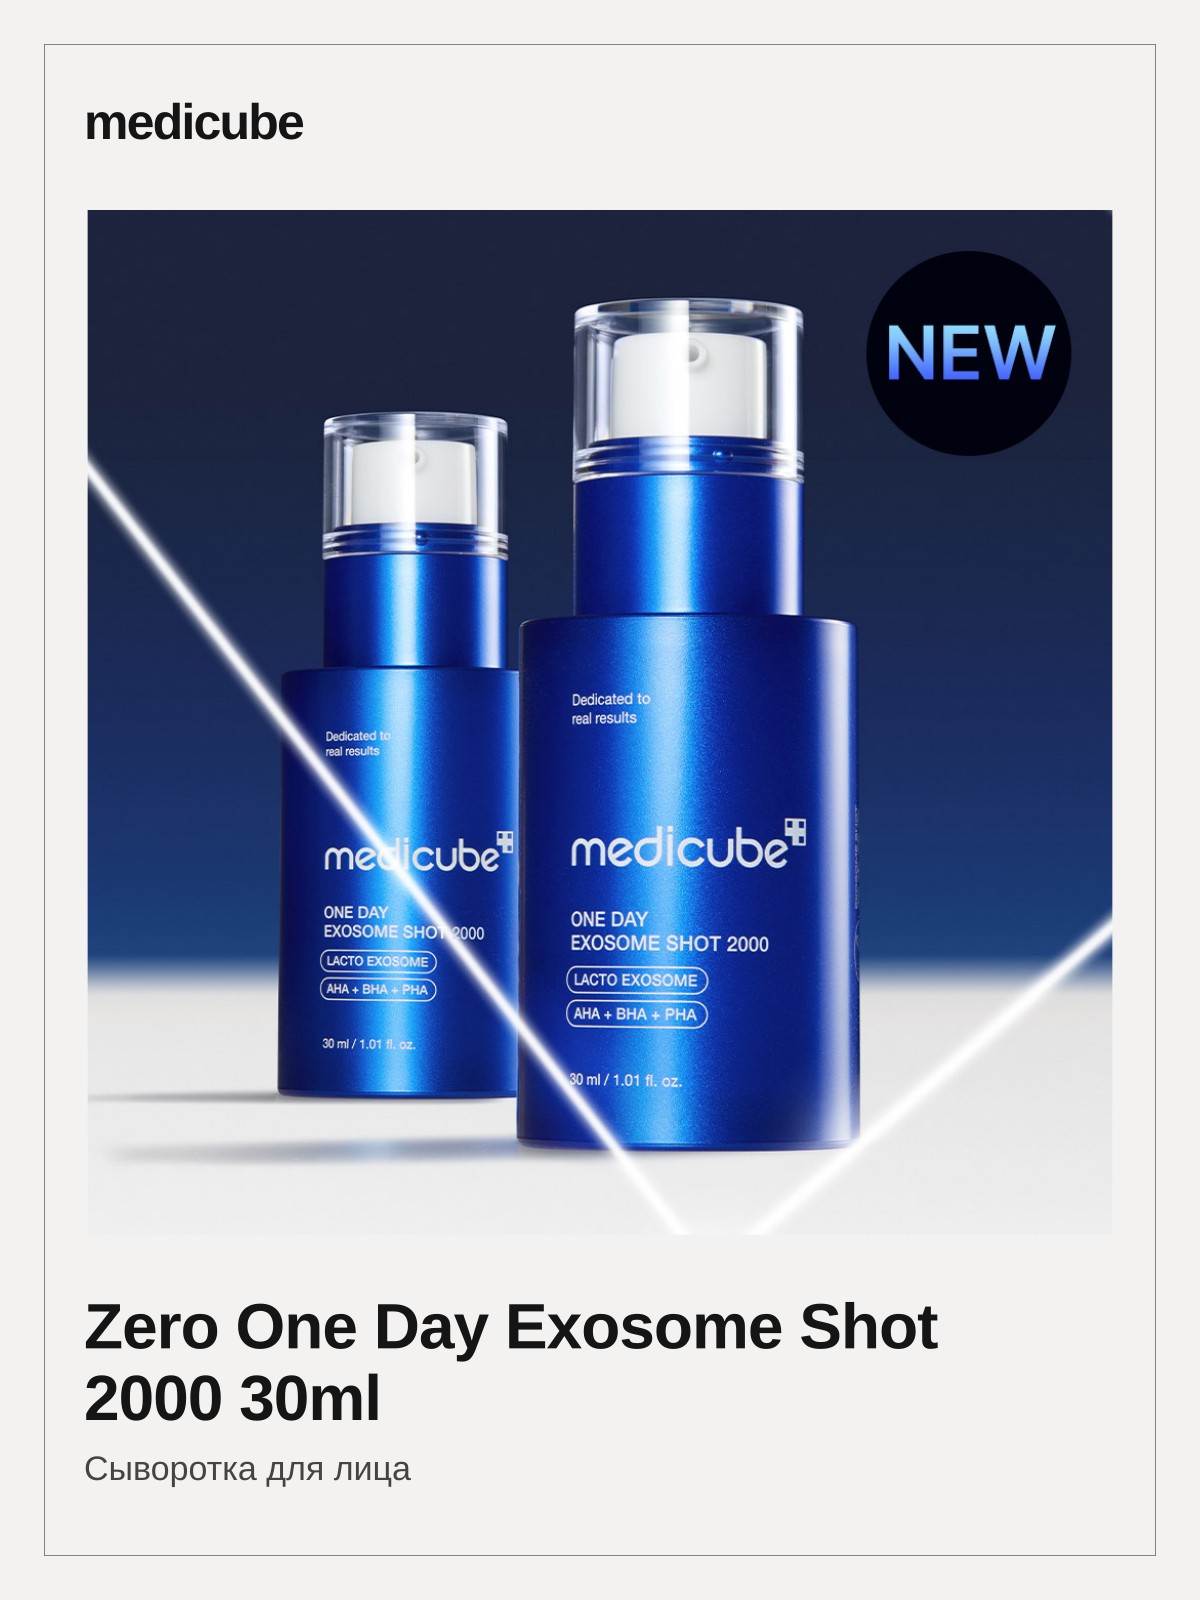 medicube
NEW
Dedicated to
real results
medicube
ONE DAY
EXOSOME SHOT 2000
LACTO EXOSOME
AHA + BHA + PHA
30 ml / 1.01 fl. oz.
Dedicated to
real results
medicube
ONE DAY
EXOSOME SHOT 2000
LACTO EXOSOME
AHA + BHA + PHA
30 ml / 1.01 fl. oz.
Zero One Day Exosome Shot
2000 30ml
Сыворотка для лица